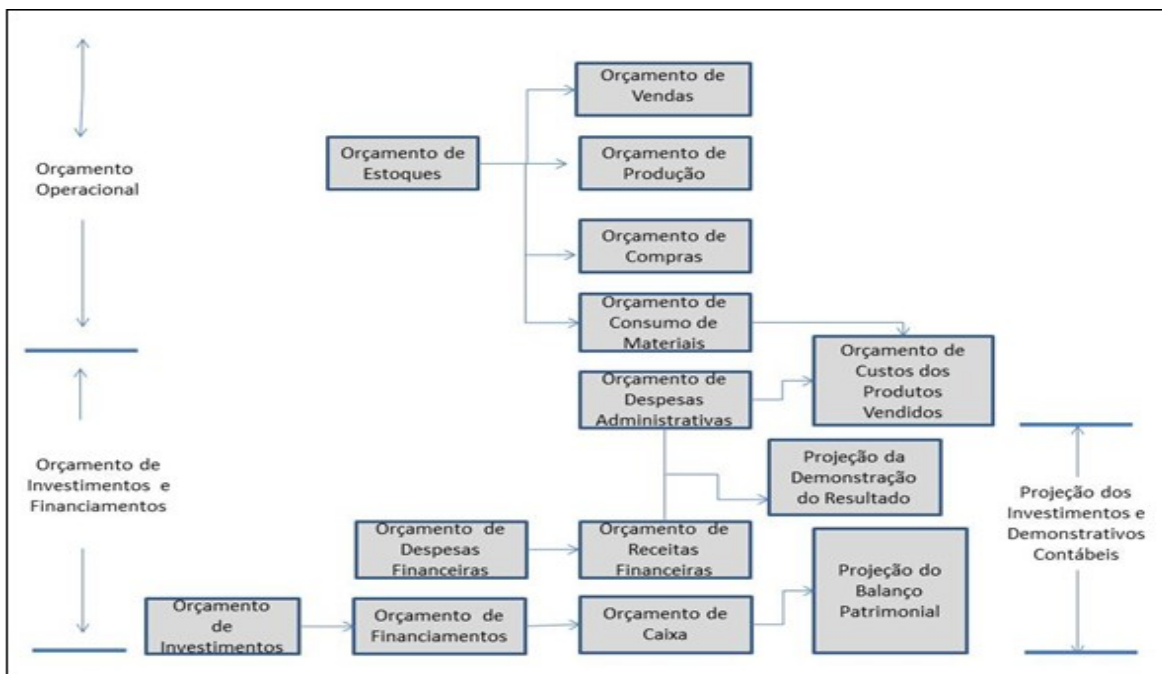 Orçamento de
Vendas
Orçamento
Operacional
Orçamento de
Estoques
Orçamento de
Produção
Orçamento de
Compras
Orçamento de
Consumo de
Materiais
Orçamento de
Custos dos
Produtos
Vendidos
Orçamento de
Despesas
Administrativas
Orçamento de
Investimentos e
Financiamentos
Projeção da
Demonstração
do Resultado
Projeção dos
Investimentos e
Demonstrativos
Contábeis
Orçamento de
Despesas
Financeiras
Orçamento de
Receitas
Financeiras
Projeção do
Balanço
Patrimonial
Orçamento
de
Investimentos
Orçamento de
Financiamentos
Orçamento de
Caixa